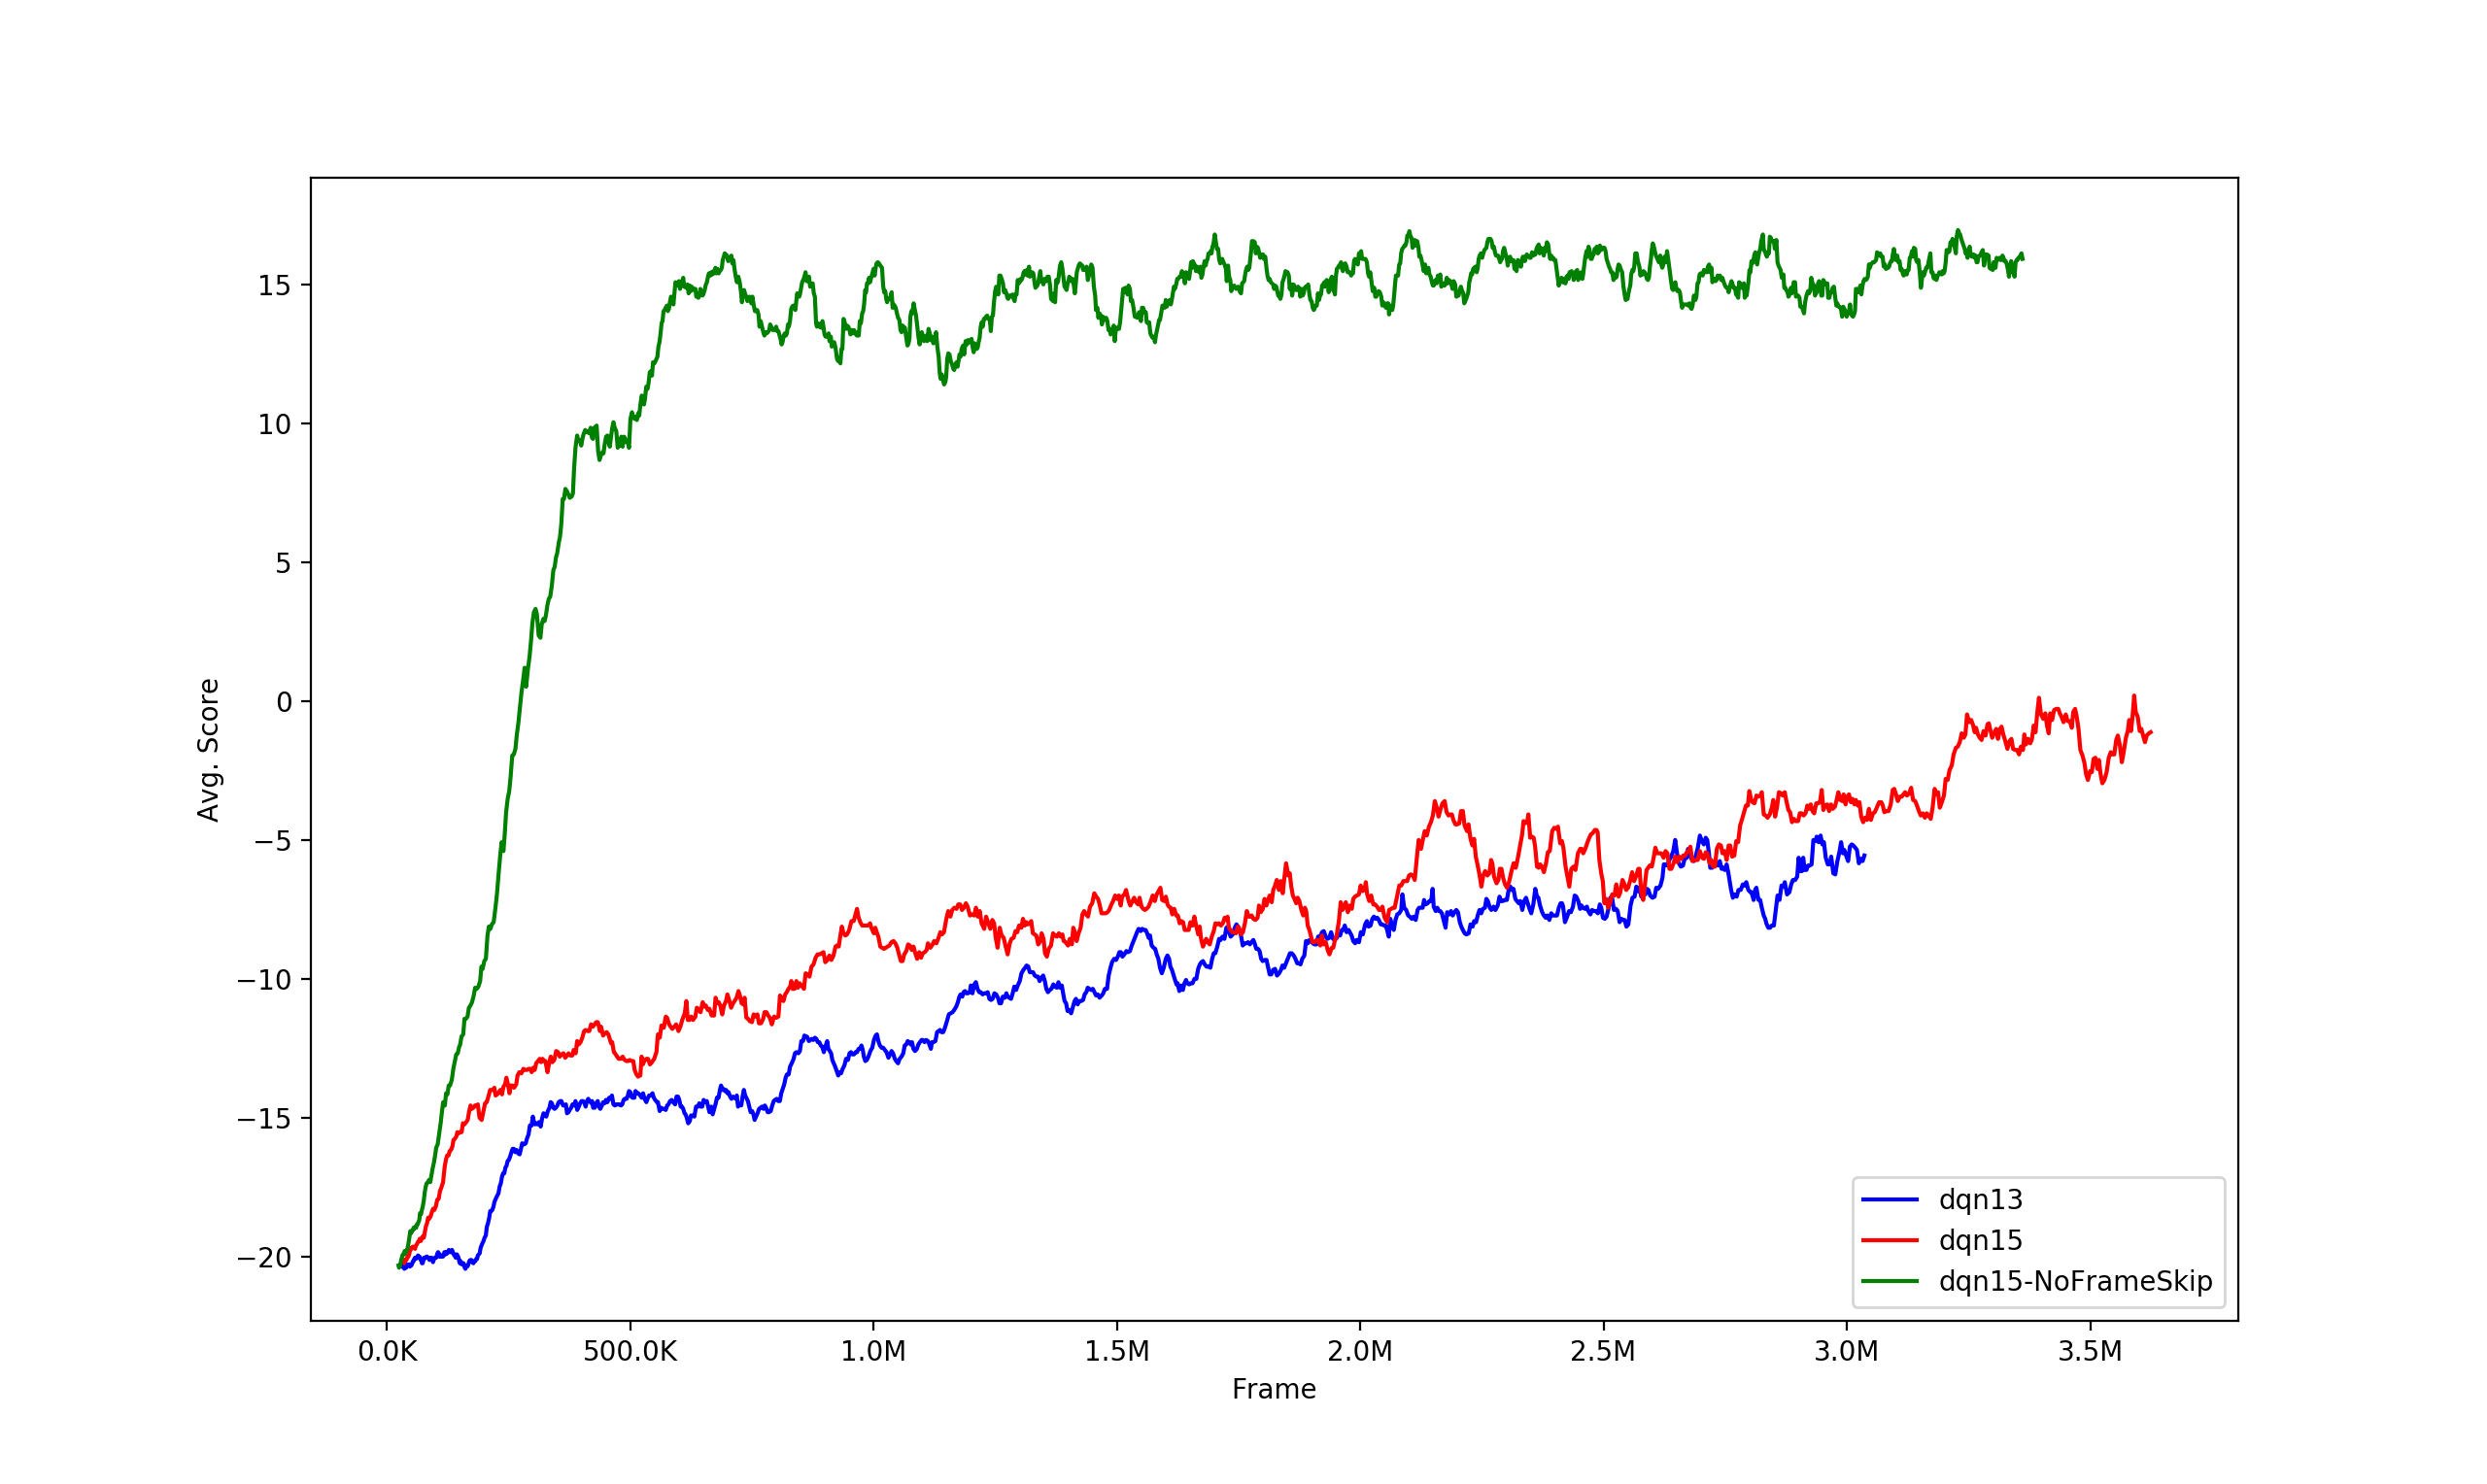 15
10
5
0
−5
−10
−15
−20
Avg. Score
0.0K 500.0K 1.0M 1.5M 2.0M 2.5M 3.0M 3.5M
Frame
dqn13
dqn15
dqn15-NoFrameSkip